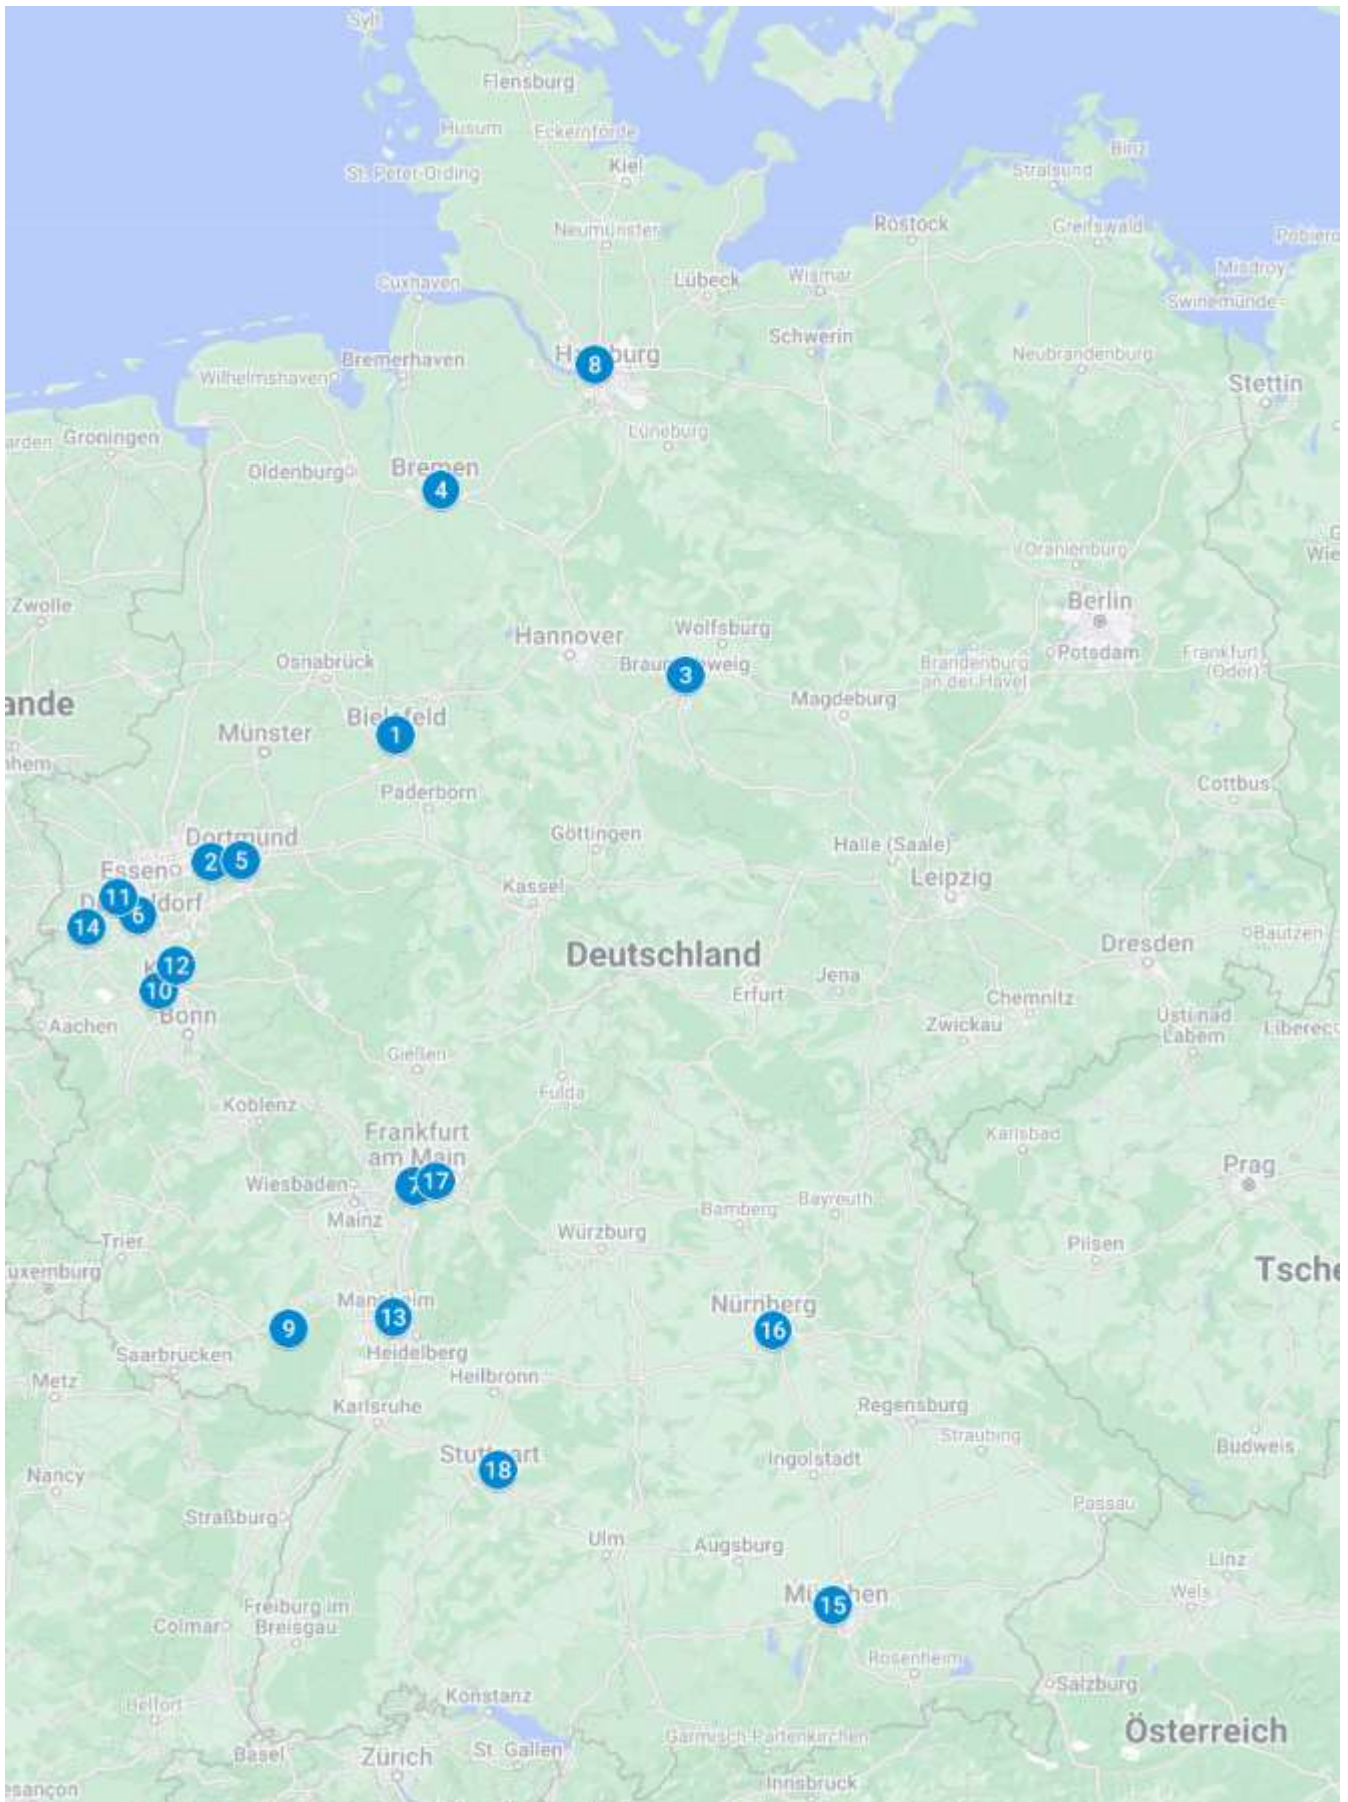 Sylt
Flensburg
Husum
Eckernförde
St. Peter-Ording
Kiel
Binz
Stralsund
Neumünster
Rostock
Greifswald
Cuxhaven
Lübeck
Wismar
Misdroy
Swinemünde
Schwerin
Bremerhaven
Wilhelmshaven
8
Neubrandenburg
Stettin
Groningen
Lüneburg
Oldenburg
Bremen
4
Oranienburg
Zwolle
Berlin
Hannover
Wolfsburg
Osnabrück
3
Potsdam
Brandenburg
an der Havel
Frankfurt
(Oder)
Magdeburg
Münster
Bielefeld
1
Paderborn
Cottbus
Dortmund
Göttingen
Halle (Saale)
2
5
Essen
Kassel
Leipzig
11
6
14
Deutschland
Dresden
Bautzen
12
10
Jena
Erfurt
Chemnitz
Aachen
Bonn
Zwickau
Usti nad
Labem
Gießen
Fulda
Koblenz
Frankfurt
am Main
Karlsbad
Prag
7
17
Wiesbaden
Mainz
Bamberg
Bayreuth
Würzburg
Trier
Pilsen
13
Nürnberg
16
9
Saarbrücken
Heidelberg
Metz
Heilbronn
Karlsruhe
Regensburg
Straubing
Budweis
Stuttgart
18
Ingolstadt
Nancy
Straßburg
Passau
Ulm
Augsburg
Linz
Wels
15
Freiburg im
Breisgau
Colmar
Rosenheim
Konstanz
Salzburg
Belfort
Garmisch-Partenkirchen
Österreich
Basel
Zürich
St. Gallen
Innsbruck